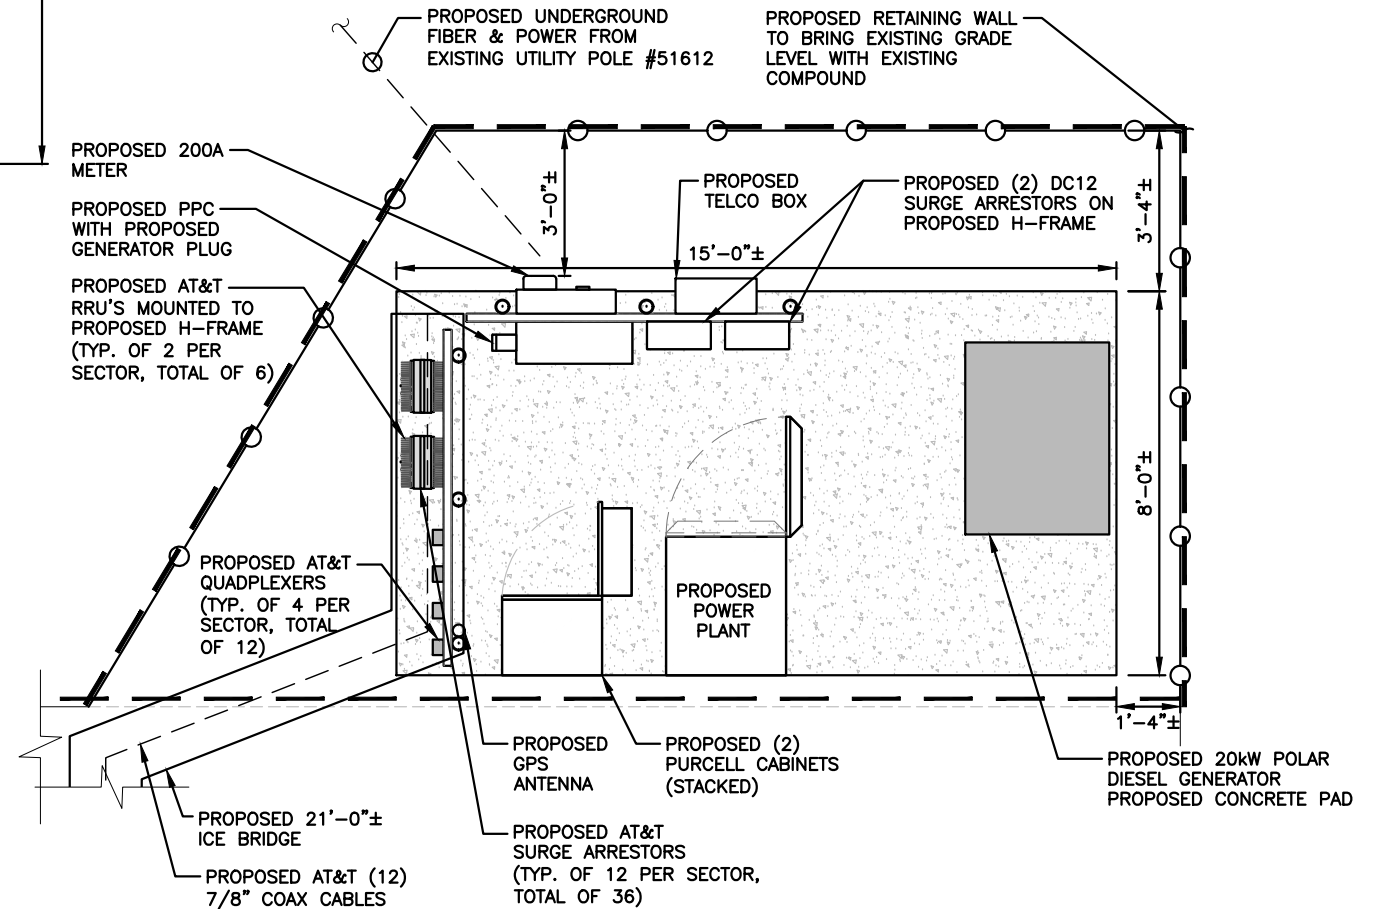 PROPOSED UNDERGROUND
FIBER & POWER FROM
EXISTING UTILITY POLE #51612
PROPOSED RETAINING WALL
TO BRING EXISTING GRADE
LEVEL WITH EXISTING
COMPOUND
PROPOSED 200A
METER
PROPOSED PPC
WITH PROPOSED
GENERATOR PLUG
PROPOSED AT&T
RRU'S MOUNTED TO
PROPOSED H-FRAME
(TYP. OF 2 PER
SECTOR, TOTAL OF 6)
3'-0"±
PROPOSED
TELCO BOX
PROPOSED (2) DC12
SURGE ARRESTORS ON
PROPOSED H-FRAME
3'-4"±
15'-0"±
8'-0"±
PROPOSED AT&T
QUADPLEXERS
(TYP. OF 4 PER
SECTOR, TOTAL
OF 12)
PROPOSED
POWER
PLANT
1'-4"±
PROPOSED
GPS
ANTENNA
PROPOSED (2)
PURCELL CABINETS
(STACKED)
PROPOSED 20kW POLAR
DIESEL GENERATOR
PROPOSED CONCRETE PAD
PROPOSED 21'-0"±
ICE BRIDGE
PROPOSED AT&T
SURGE ARRESTORS
(TYP. OF 12 PER SECTOR,
TOTAL OF 36)
PROPOSED AT&T (12)
7/8" COAX CABLES